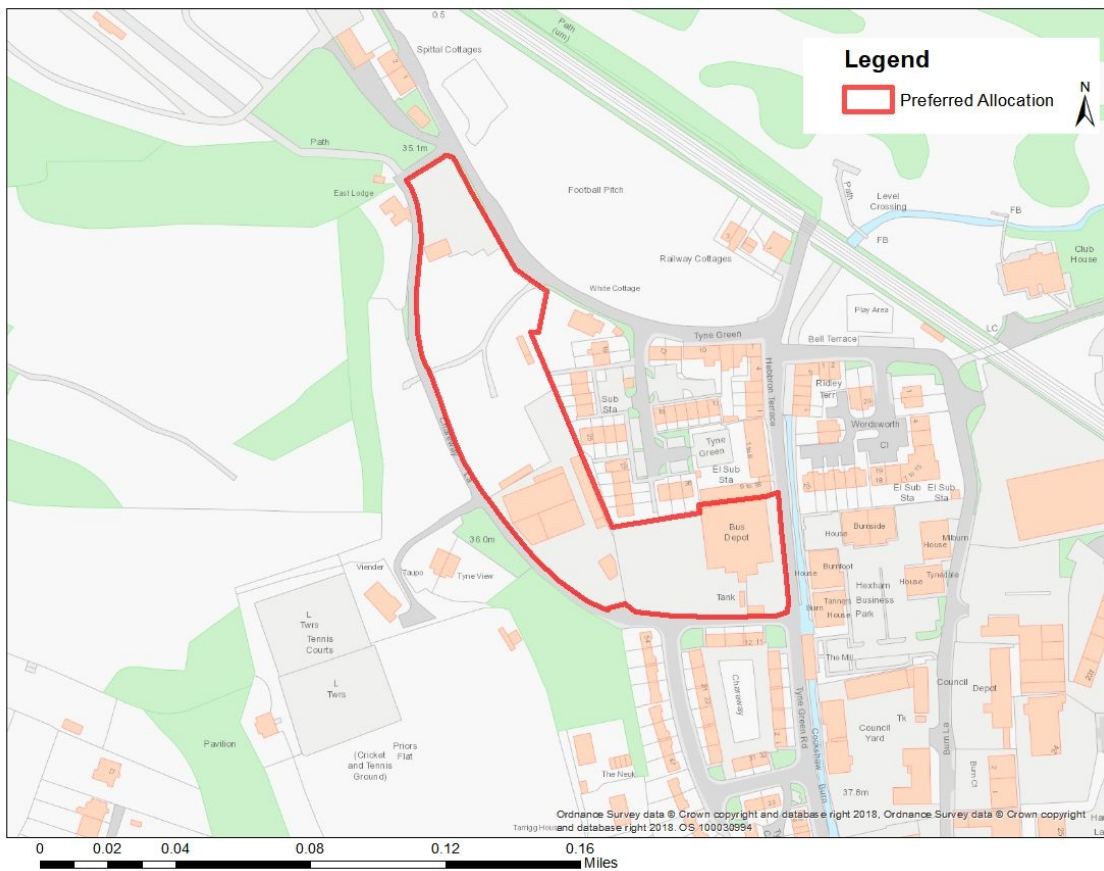 0.5
Spittal Cottages
Path
(um)
Legend
Preferred Allocation
N
Path
35.1m
East Lodge
Football Pitch
Path
Level
Crossing
FB
FB
Club
House
Railway Cottages
White Cottage
Play Area
LC
Tyne Green
Bell Terrace
Habbron Terrace
Ridley
Terr
Sub
Sta
Wordsworth
Cl
Tyne
Green
El Sub
Sta
El Sub
Sta
El Sub
Sta
Bus
Depot
House
Burnside
House
Milburn
36.0m
Viender
Taupo
Tyne View
House
Burnfoot
House
Tynedale
Hexham
Business
Park
Tank
Burn
Tanners
House
L
Twrs
Tennis
Courts
L
Twrs
The Mill
Charaway
Tyne Green Rd
Cockshaw
Burn
Council
Depot
Tk
Council
Yard
Burn La
Burn Ct
Pavilion
(Cricket
and Tennis
Ground)
Priors
Flat
The Neuk
37.8m
Tarrigg House
Ordnance Survey data © Crown copyright and database right 2018, Ordnance Survey data © Crown copyright
and database right 2018. OS 100030994
0 0.02 0.04 0.08 0.12 0.16
Miles